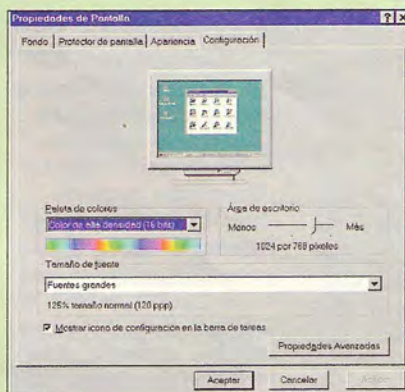 Propiedades de Pantalla
Fondo Protector de pantalla Apariencia Configuración
Paleta de colores
Color de alta densidad (16 bits)
Área de escritorio
Menos Más
1024 por 768 píxeles
Tamaño de fuente
Fuentes grandes
125% tamaño normal (120 ppp)
Mostrar icono de configuración en la barra de tareas
Propiedades Avanzadas
Aceptar Cancelar Aplicar